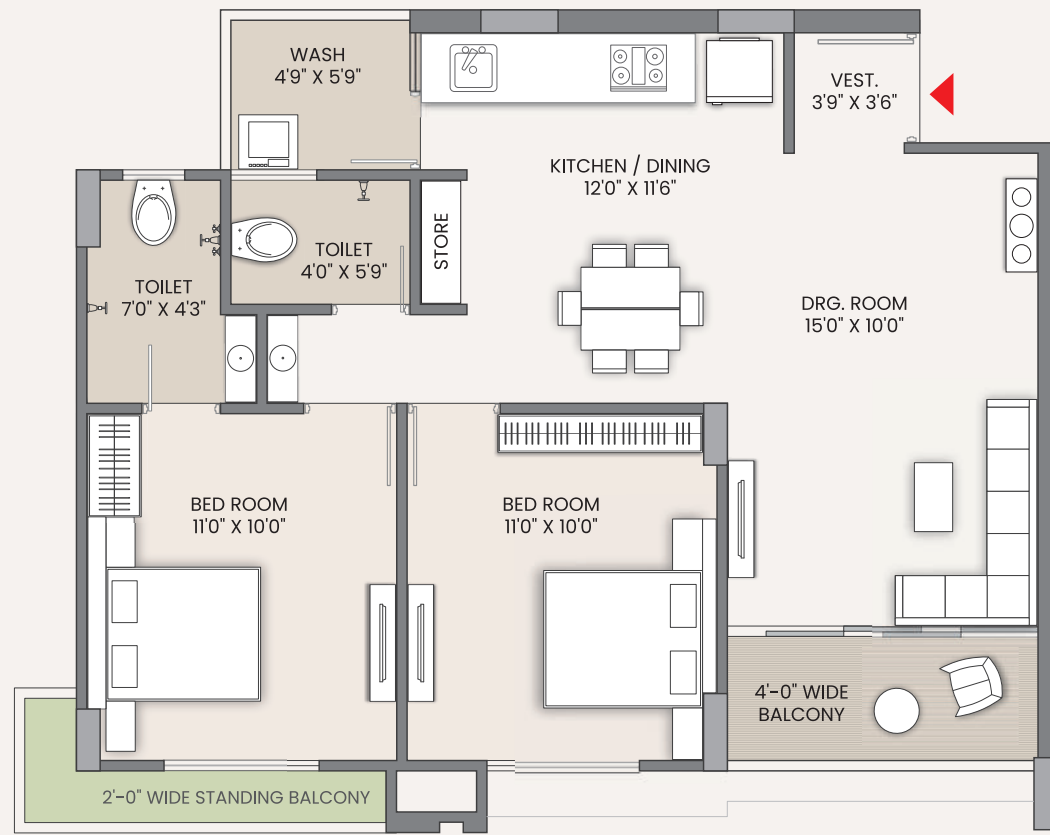 WASH
4'9" X 5'9"
VEST.
3'9" X 3'6"
KITCHEN / DINING
12'0" X 11'6"
STORE
TOILET
4'0" X 5'9"
TOILET
7'0" X 4'3"
DRG. ROOM
15'0" X 10'0"
BED ROOM
11'0" X 10'0"
BED ROOM
11'0" X 10'0"
4'-0" WIDE
BALCONY
2'-0" WIDE STANDING BALCONY